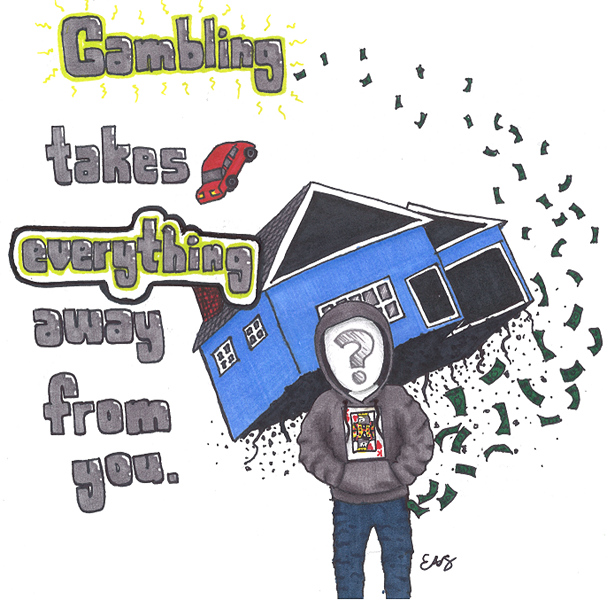 Gambling
takes
everything
away
from
you.
?
K